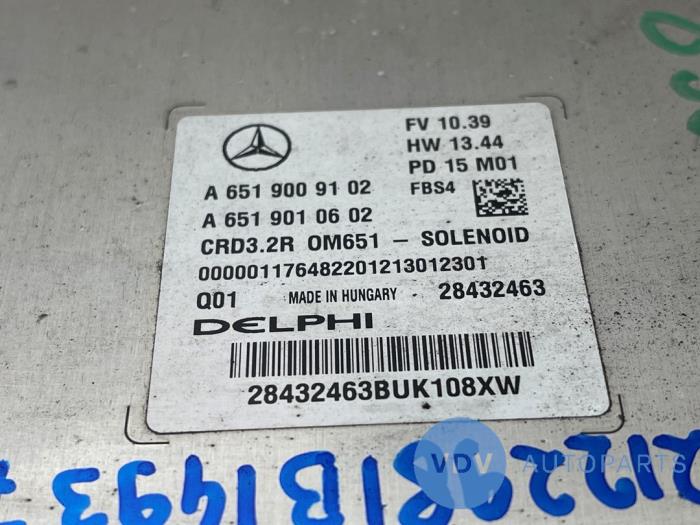 FV 10.39
HW 13.44
PD 15 M01
A 651 900 91 02
FBS4
A 651 901 06 02
CRD3.2R OM651 – SOLENOID
000001176482201213012301
Q01 MADE IN HUNGARY 28432463
DELPHI
28432463BUK108XW
VDV AUTOPARTS